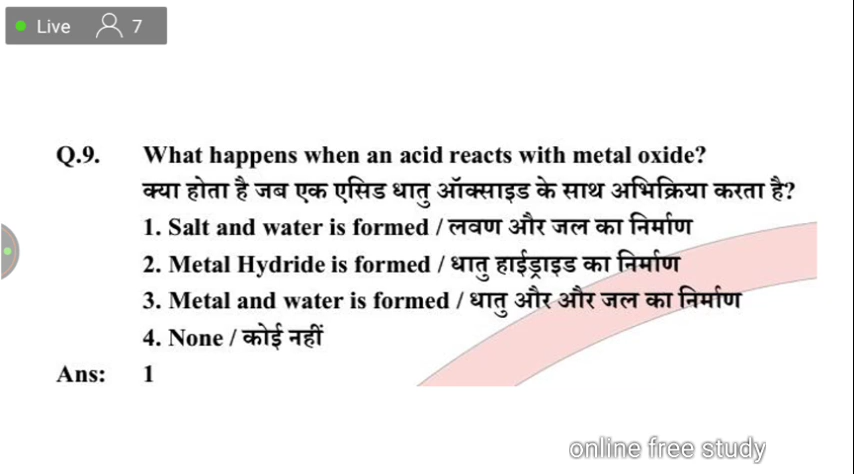 Live 7
Q.9. What happens when an acid reacts with metal oxide?
क्या होता है जब एक एसिड धातु ऑक्साइड के साथ अभिक्रिया करता है?
1. Salt and water is formed / लवण और जल का निर्माण
2. Metal Hydride is formed / धातु हाईड्राइड का निर्माण
3. Metal and water is formed / धातु और और जल का निर्माण
4. None / कोई नहीं
Ans: 1
online free study